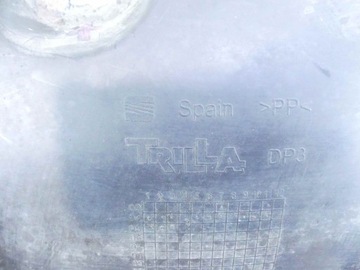 Spain >PP<
TRILLA DP3